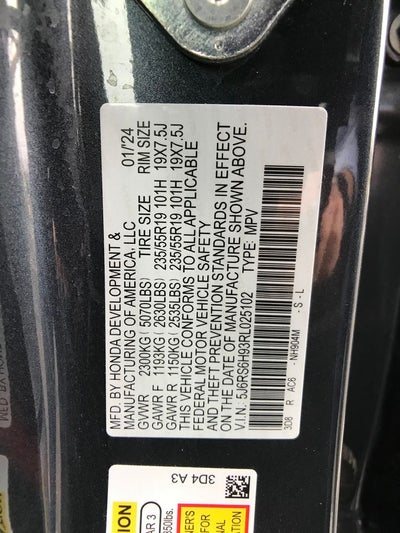 MFD. BY HONDA DEVELOPMENT &
MANUFACTURING OF AMERICA, LLC 01/24
GVWR 2300KG (5070LBS) TIRE SIZE RIM SIZE
GAWR F 1193KG (2630LBS) 235/55R19 101H 19X7.5J
GAWR R 1150KG (2533LBS) 235/55R19 101H 19X7.5J
THIS VEHICLE CONFORMS TO ALL APPLICABLE
FEDERAL MOTOR VEHICLE SAFETY
AND THEFT PREVENTION STANDARDS IN EFFECT
ON THE DATE OF MANUFACTURE SHOWN ABOVE.
V.I.N.: 5J6RS6H93RL025102 TYPE: MPV
3D8 R AC6 - NH904M - S - L
3D4 A3